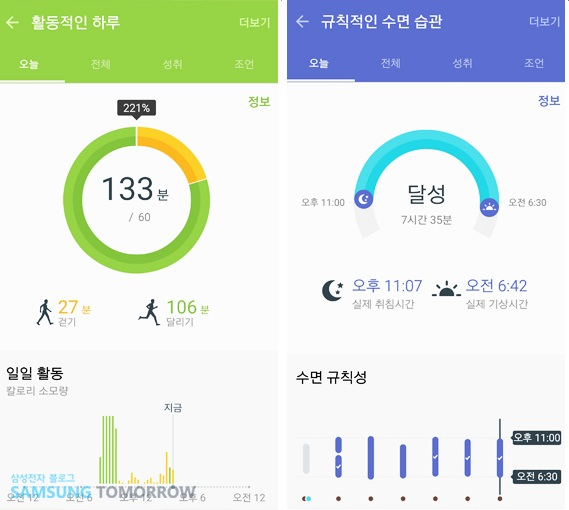 활동적인 하루
더보기
오늘
전체
성취
조언
정보
221%
133 분
/ 60
27 분
걷기
106 분
달리기
일일 활동
칼로리 소모량
지금
삼성전자 블로그
SAMSUNG TOMORROW
오전 12
오전 6
오후 12
오후 6
오전 12
규칙적인 수면 습관
더보기
오늘
전체
성취
조언
정보
달성
7시간 35분
오후 11:00
오전 6:30
오후 11:07
실제 취침시간
오전 6:42
실제 기상시간
수면 규칙성
오후 11:00
오전 6:30